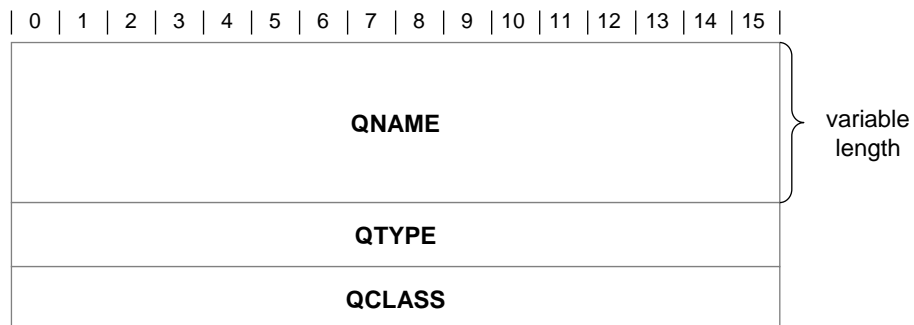 0 1 2 3 4 5 6 7 8 9 10 11 12 13 14 15
QNAME
variable
length
QTYPE
QCLASS